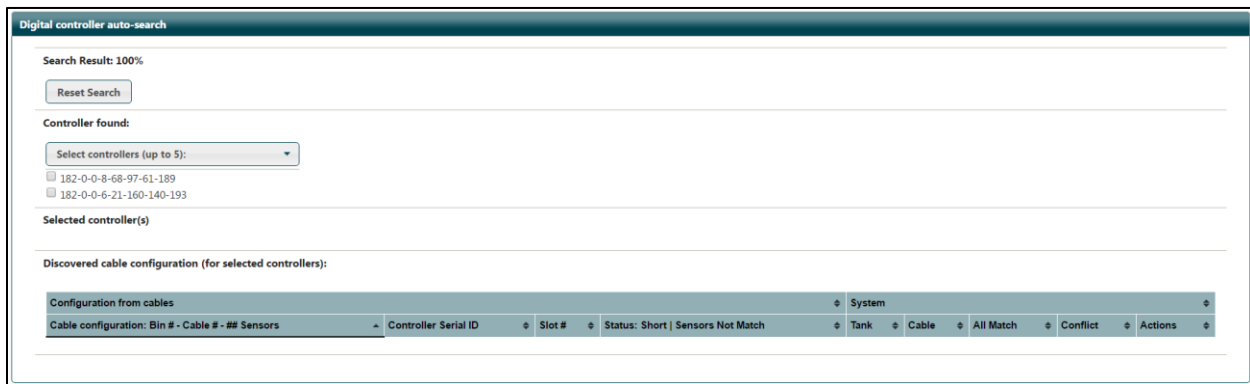 Digital controller auto-search
Search Result: 100%
Reset Search
Controller found:
Select controllers (up to 5):
182-0-0-8-68-97-61-189
182-0-0-6-21-160-140-193
Selected controller(s)
Discovered cable configuration (for selected controllers):
Configuration from cables System
Cable configuration: Bin # - Cable # - ## Sensors Controller Serial ID Slot # Status: Short | Sensors Not Match Tank Cable All Match Conflict Actions